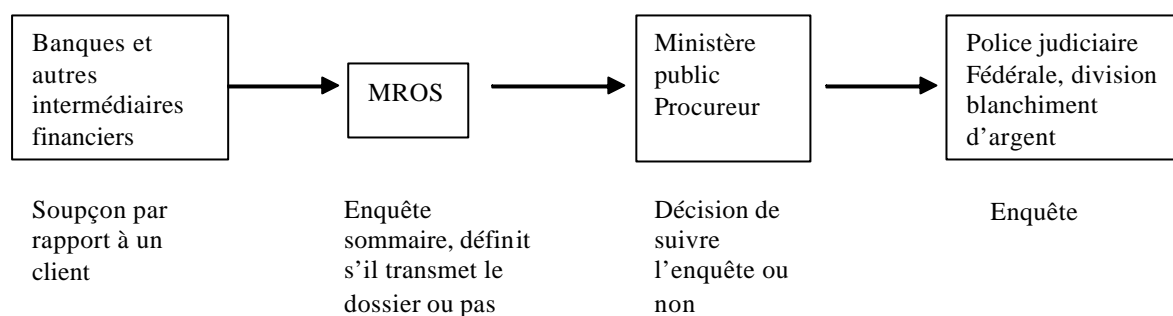 Banques et
autres
intermédiaires
financiers
MROS
Ministère
public
Procureur
Police judiciaire
Fédérale, division
blanchiment
d'argent
Soupçon par
rapport à un
client
Enquête
sommaire, définit
s'il transmet le
dossier ou pas
Décision de
suivre
l'enquête ou
non
Enquête